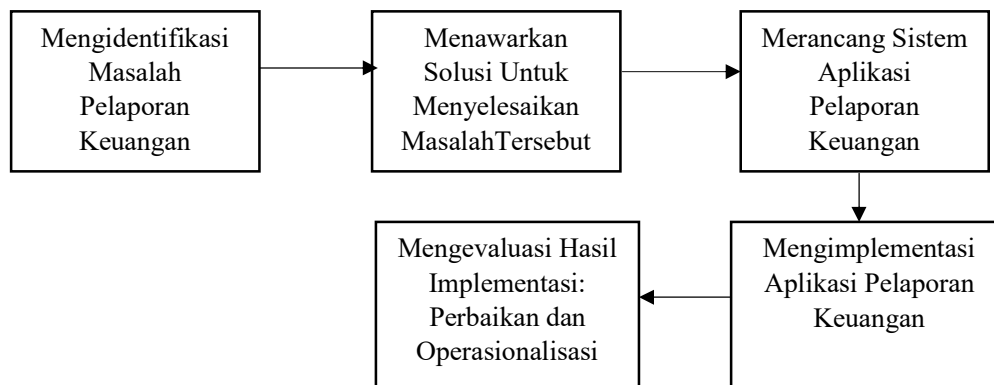 Mengidentifikasi
Masalah
Pelaporan
Keuangan
Menawarkan
Solusi Untuk
Menyelesaikan
MasalahTersebut
Merancang Sistem
Aplikasi
Pelaporan
Keuangan
Mengimplementasi
Aplikasi Pelaporan
Keuangan
Mengevaluasi Hasil
Implementasi:
Perbaikan dan
Operasionalisasi